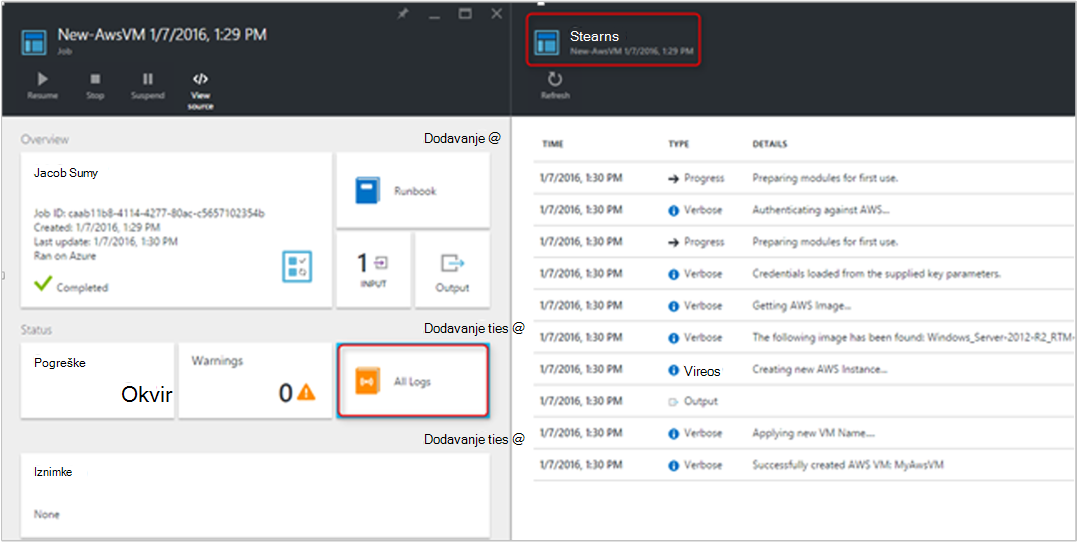 New-AwsVM 1/7/2016, 1:29 PM
Job
Resume
Stop
Suspend
View source
Overview
Dodavanje @
Jacob Sumy
Job ID: caab11b8-4114-4277-80ac-c5657102354b
Created: 1/7/2016, 1:29 PM
Last update: 1/7/2016, 1:30 PM
Ran on Azure
Completed
Runbook
1
INPUT
Output
Status
Dodavanje ties @
Pogreške
Okvir
Warnings
0
All Logs
Dodavanje ties @
Iznimke
None
Stearns
New-AwsVM 1/7/2016, 1:29 PM
Refresh
TIME TYPE DETAILS
1/7/2016, 1:30 PM Progress Preparing modules for first use.
1/7/2016, 1:30 PM Verbose Authenticating against AWS...
1/7/2016, 1:30 PM Progress Preparing modules for first use.
1/7/2016, 1:30 PM Verbose Credentials loaded from the supplied key parameters.
1/7/2016, 1:30 PM Verbose Getting AWS Image...
1/7/2016, 1:30 PM Verbose The following image has been found: Windows_Server-2012-R2_RTM-
1/7/2016, 1:30 PM Vireos Creating new AWS Instance...
1/7/2016, 1:30 PM Output
1/7/2016, 1:30 PM Verbose Applying new VM Name....
1/7/2016, 1:30 PM Verbose Successfully created AWS VM: MyAwsVM